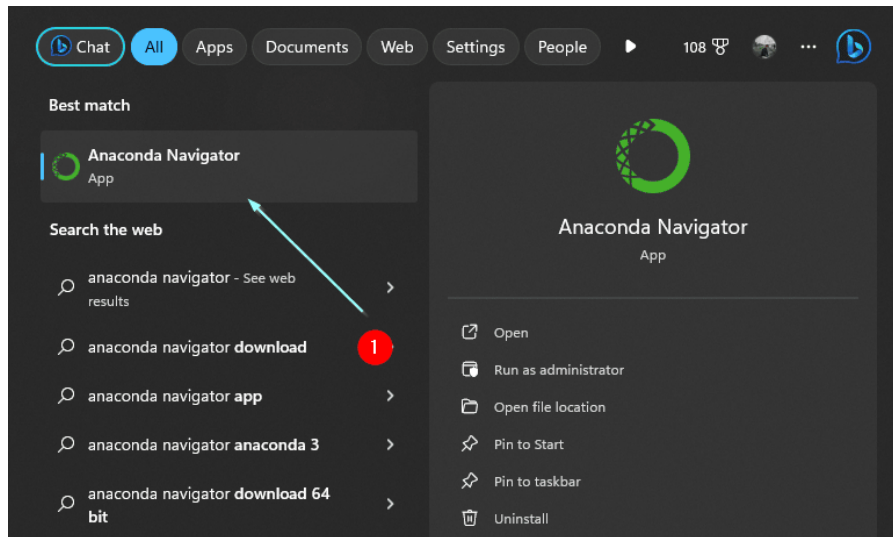 Chat All Apps Documents Web Settings People 108
Best match
Anaconda Navigator
App
Search the web
anaconda navigator - See web
results
anaconda navigator download
1
anaconda navigator app
anaconda navigator anaconda 3
anaconda navigator download 64
bit
Anaconda Navigator
App
Open
Run as administrator
Open file location
Pin to Start
Pin to taskbar
Uninstall